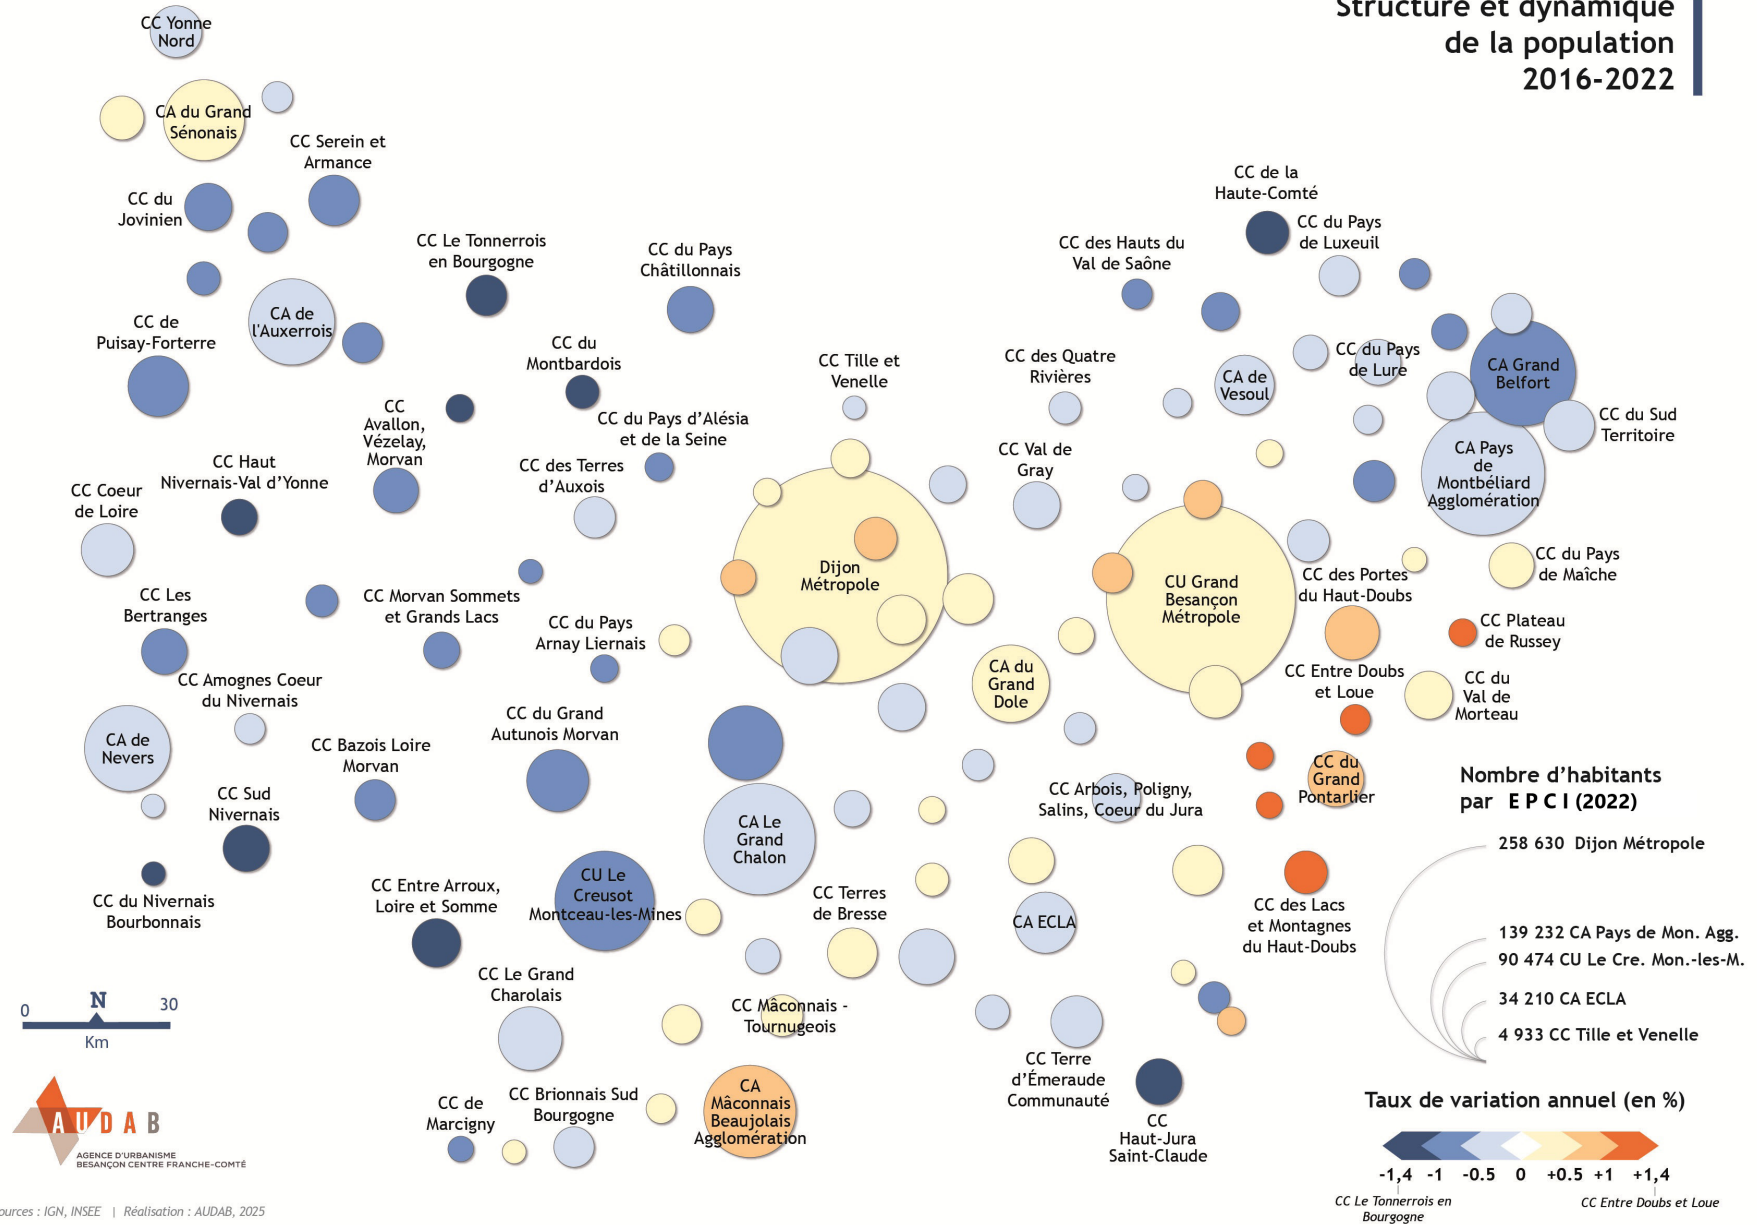 Structure et dynamique
de la population
2016-2022
CC Yonne
Nord
CA du Grand
Sénonais
CC Serein et
Armance
CC du
Jovinien
CC Le Tonnerrois
en Bourgogne
CC du Pays
Châtillonnais
CC de la
Haute-Comté
CC du Pays
de Luxeuil
CC des Hauts du
Val de Saône
CA de
l'Auxerrois
CC de
Puisay-Forterre
CC du
Montbardois
CC Tille et
Venelle
CC des Quatre
Rivières
CA de
Vesoul
CC du Pays
de Lure
CA Grand
Belfort
CC
Avallon,
Vézelay,
Morvan
CC du Pays d’Alésia
et de la Seine
CC du Sud
Territoire
CC Haut
Nivernais-Val d’Yonne
CC des Terres
d’Auxois
CC Val de
Gray
CA Pays
de
Montbéliard
Agglomération
CC Coeur
de Loire
Dijon
Métropole
CU Grand
Besançon
Métropole
CC des Portes
du Haut-Doubs
CC du Pays
de Maîche
CC Les
Bertranges
CC Morvan Sommets
et Grands Lacs
CC du Pays
Arnay Liernais
CC Plateau
de Russey
CC Amognes Coeur
du Nivernais
CA du
Grand
Dole
CC Entre Doubs
et Loue
CC du
Val de
Morteau
CA de
Nevers
CC Bazois Loire
Morvan
CC du Grand
Autunois Morvan
CC Sud
Nivernais
CC Arbois, Poligny,
Salins, Coeur du Jura
CC du
Grand
Pontarlier
CA Le
Grand
Chalon
CC du Nivernais
Bourbonnais
CC Entre Arroux,
Loire et Somme
CU Le
Creusot
Montceau-les-Mines
CC Terres
de Bresse
CA ECLA
CC des Lacs
et Montagnes
du Haut-Doubs
CC Le Grand
Charolais
CC Mâconnais -
Tournugeois
CC Terre
d’Émeraude
Communauté
CC
Haut-Jura
Saint-Claude
CC de
Marcigny
CC Brionnais Sud
Bourgogne
CA
Mâconnais
Beaujolais
Agglomération
Nombre d’habitants
par E P C I (2022)
258 630 Dijon Métropole
139 232 CA Pays de Mon. Agg.
90 474 CU Le Cre. Mon.-les-M.
34 210 CA ECLA
4 933 CC Tille et Venelle
Taux de variation annuel (en %)
-1,4 -1 -0.5 0 +0.5 +1 +1,4
CC Le Tonnerrois en
Bourgogne
CC Entre Doubs et Loue
0 N 30
Km
AUDAB
AGENCE D'URBANISME
BESANÇON CENTRE FRANCHE-COMTÉ
ources : IGN, INSEE | Réalisation : AUDAB, 2025